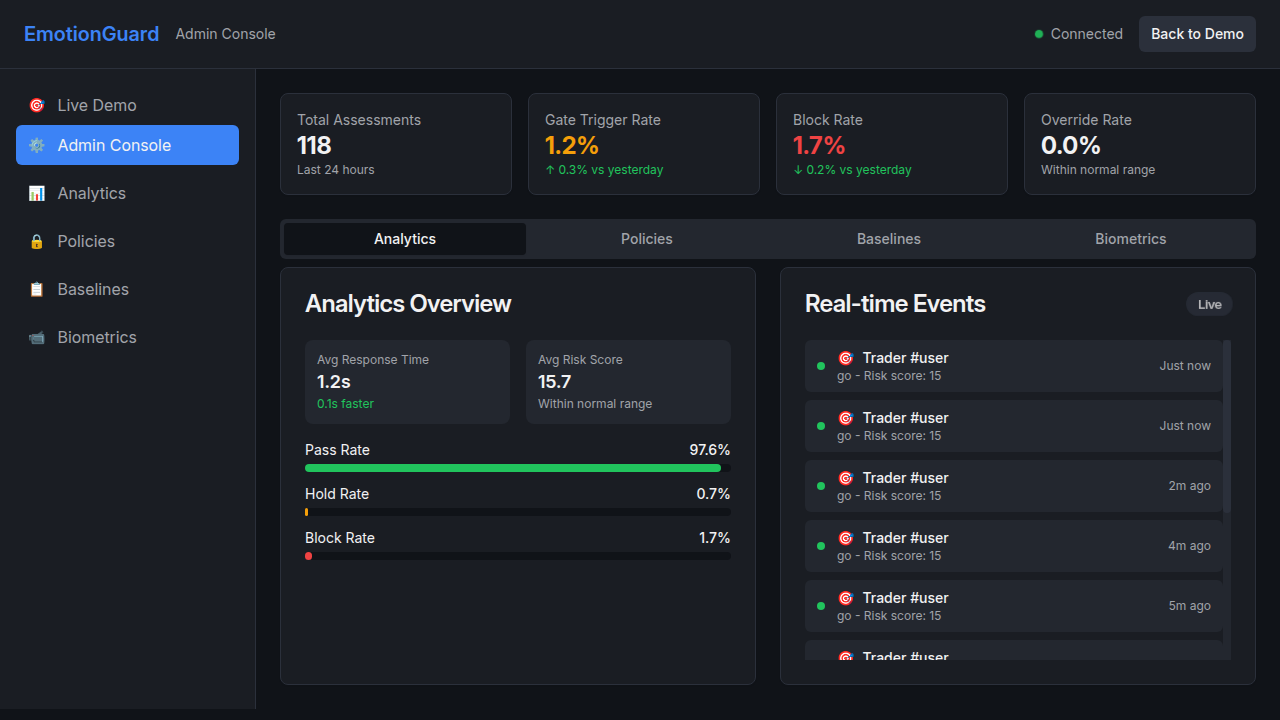 EmotionGuard Admin Console
Connected
Back to Demo
Live Demo
Admin Console
Analytics
Policies
Baselines
Biometrics
Total Assessments
118
Last 24 hours
Gate Trigger Rate
1.2%
↑ 0.3% vs yesterday
Block Rate
1.7%
↓ 0.2% vs yesterday
Override Rate
0.0%
Within normal range
Analytics
Policies
Baselines
Biometrics
Analytics Overview
Avg Response Time
1.2s
0.1s faster
Avg Risk Score
15.7
Within normal range
Pass Rate 97.6%
Hold Rate 0.7%
Block Rate 1.7%
Real-time Events
Live
Trader #user
go - Risk score: 15
Just now
Trader #user
go - Risk score: 15
Just now
Trader #user
go - Risk score: 15
2m ago
Trader #user
go - Risk score: 15
4m ago
Trader #user
go - Risk score: 15
5m ago
Trader #user